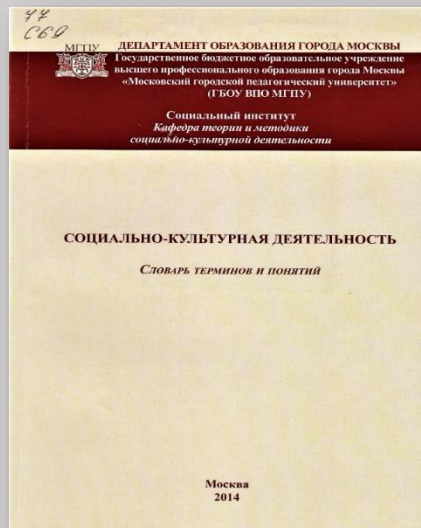 77
С69
МГПУ
ДЕПАРТАМЕНТ ОБРАЗОВАНИЯ ГОРОДА МОСКВЫ
Государственное бюджетное образовательное учреждение
высшего профессионального образования города Москвы
«Московский городской педагогический университет»
(ГБОУ ВПО МГПУ)
Социальный институт
Кафедра теории и методики
социально-культурной деятельности
СОЦИАЛЬНО-КУЛЬТУРНАЯ ДЕЯТЕЛЬНОСТЬ
Словарь терминов и понятий
Москва
2014